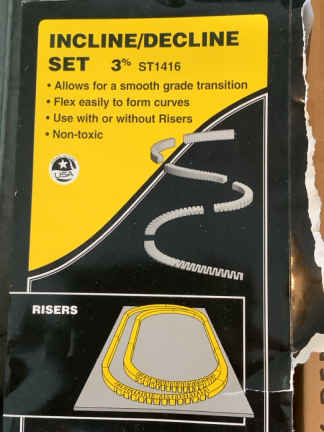 INCLINE/DECLINE
SET 3% ST1416
• Allows for a smooth grade transition
• Flex easily to form curves
• Use with or without Risers
• Non-toxic
USA
RISERS